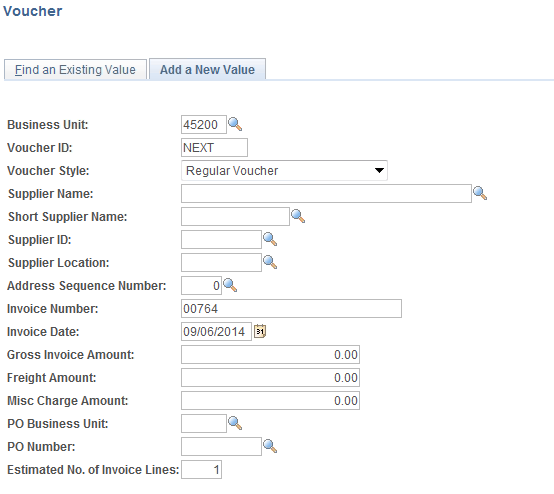 Voucher
Find an Existing Value Add a New Value
Business Unit: 45200
Voucher ID: NEXT
Voucher Style: Regular Voucher
Supplier Name:
Short Supplier Name:
Supplier ID:
Supplier Location:
Address Sequence Number: 0
Invoice Number: 00764
Invoice Date: 09/06/2014 31
Gross Invoice Amount: 0.00
Freight Amount: 0.00
Misc Charge Amount: 0.00
PO Business Unit:
PO Number:
Estimated No. of Invoice Lines: 1